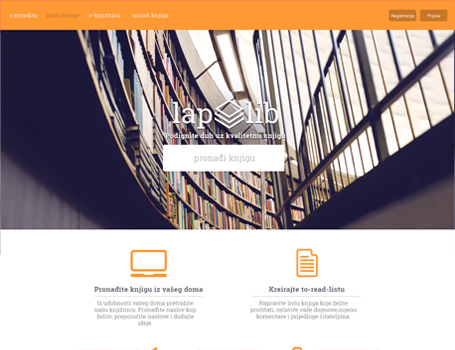 o projektu
naše knjige
e-knjižnica
spisak knjiga
Registracija
Prijava
lap lib
Podignite duh uz kvalitetnu knjigu
pronađi knjigu
Pronađite knjigu iz vašeg doma
Iz udobnosti vašeg doma pretražite
našu knjižnicu. Pronađite naslov koji
želite, preporučite naslove i dodajte
ideje.
Kreirajte to-read-listu
Napravite listu knjiga koje želite
pročitati, ostavite vaše dojmove,ocjenu
komentare i prijedloge čitateljima.